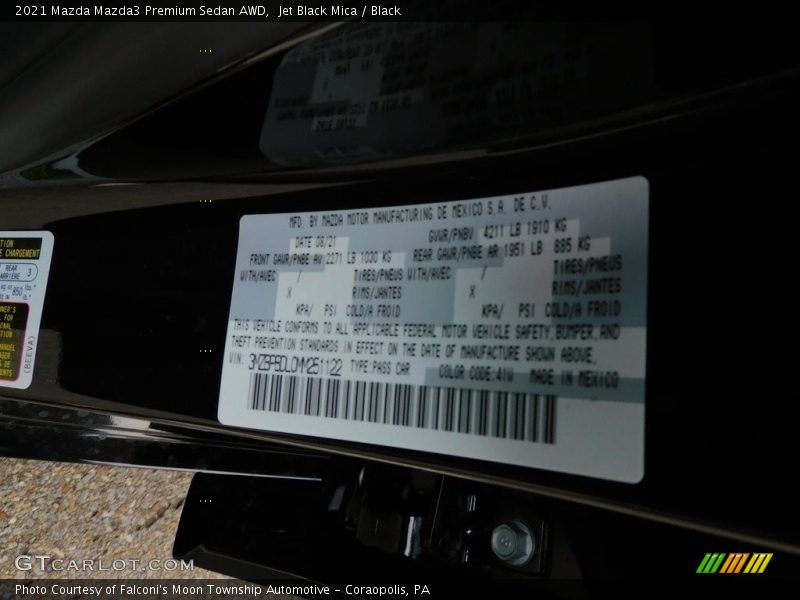 2021 Mazda Mazda3 Premium Sedan AWD, Jet Black Mica / Black
MFD. BY MAZDA MOTOR MANUFACTURING DE MEXICO S.A. DE C.V.
DATE 08/21 GVWR/PNBV 4211 LB 1910 KG
FRONT GAWR/PNBE AV 2271 LB 1030 KG REAR GAWR/PNBE AR 1951 LB 885 KG
WITH/AVEC / TIRES/PNEUS WITH/AVEC / TIRES/PNEUS
X RIMS/JANTES X RIMS/JANTES
KPA/ PSI COLD/A FROID KPA/ PSI COLD/A FROID
THIS VEHICLE CONFORMS TO ALL APPLICABLE FEDERAL MOTOR VEHICLE SAFETY, BUMPER, AND
THEFT PREVENTION STANDARDS IN EFFECT ON THE DATE OF MANUFACTURE SHOWN ABOVE.
VIN: TYPE PASS CAR COLOR CODE:41W MADE IN MEXICO
REAR
ARRIERE 3
850
(BEEVA)
GTCARLOT.COM
Photo Courtesy of Falconi's Moon Township Automotive – Coraopolis, PA